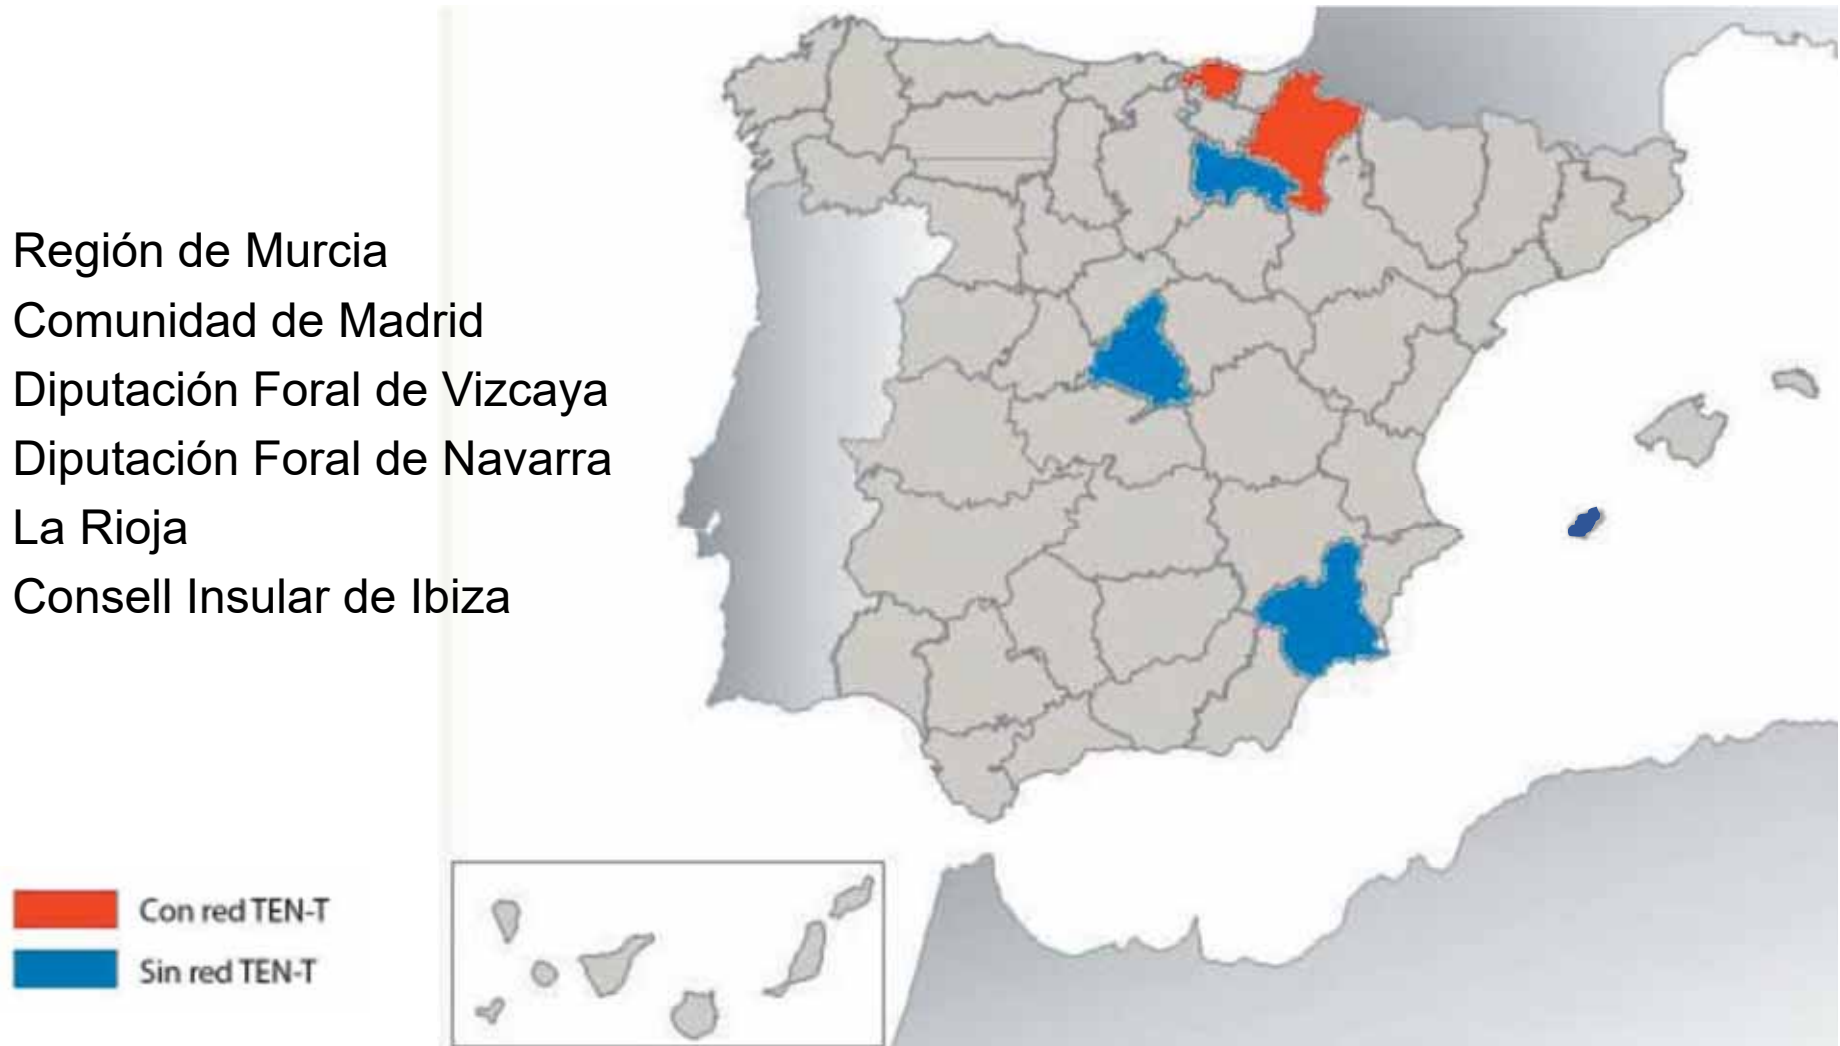 Región de Murcia
Comunidad de Madrid
Diputación Foral de Vizcaya
Diputación Foral de Navarra
La Rioja
Consell Insular de Ibiza
Con red TEN-T
Sin red TEN-T